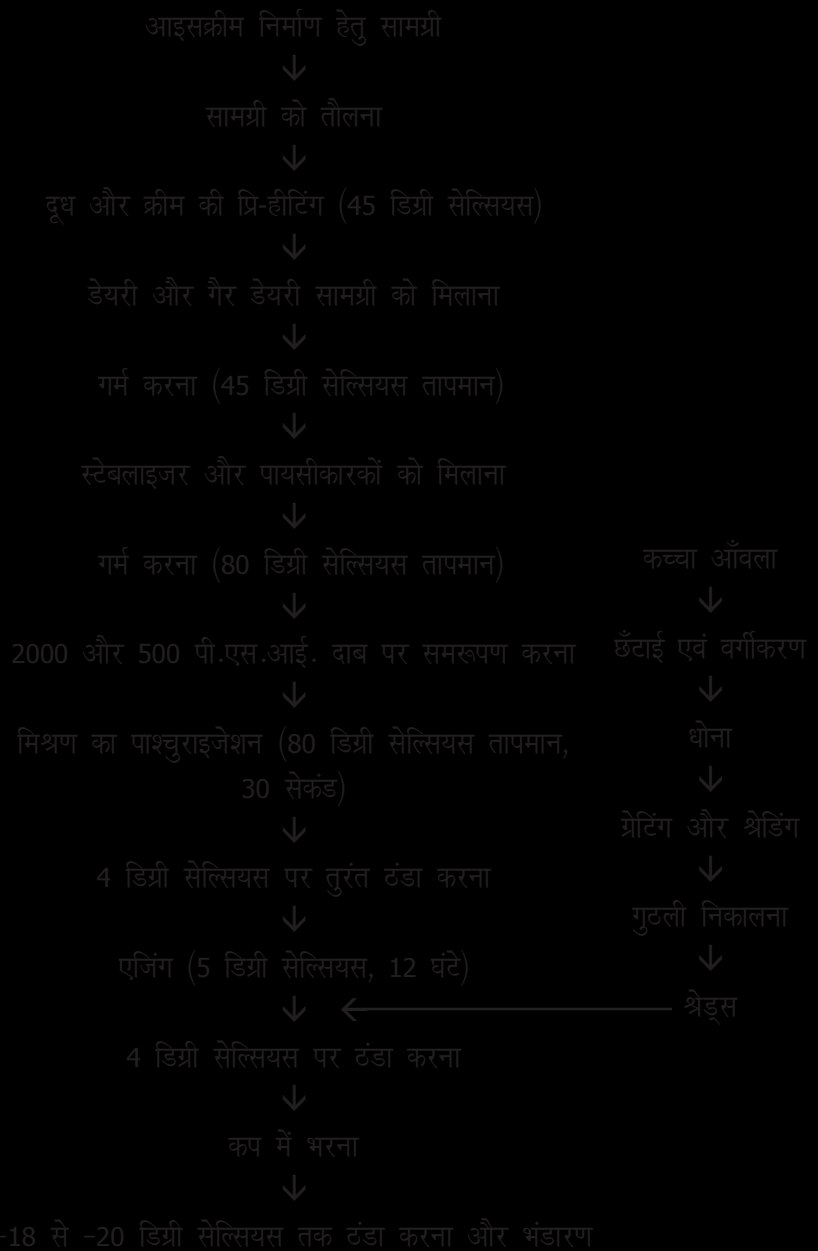 आइसक्रीम निर्माण हेतु सामग्री
सामग्री को तौलना
दूध और क्रीम की प्रि-हीटिंग (45 डिग्री सेल्सियस)
डेयरी और गैर डेयरी सामग्री को मिलाना
गर्म करना (45 डिग्री सेल्सियस तापमान)
स्टेबलाइजर और पायसीकारकों को मिलाना
गर्म करना (80 डिग्री सेल्सियस तापमान)
2000 और 500 पी.एस.आई. दाब पर समरूपण करना
मिश्रण का पाश्चुराइजेशन (80 डिग्री सेल्सियस तापमान,
30 सेकंड)
4 डिग्री सेल्सियस पर तुरंत ठंडा करना
एजिंग (5 डिग्री सेल्सियस, 12 घंटे)
4 डिग्री सेल्सियस पर ठंडा करना
कप में भरना
-18 से -20 डिग्री सेल्सियस तक ठंडा करना और भंडारण
कच्चा आँवला
छँटाई एवं वर्गीकरण
धोना
ग्रेटिंग और श्रेडिंग
गुठली निकालना
श्रेड्स